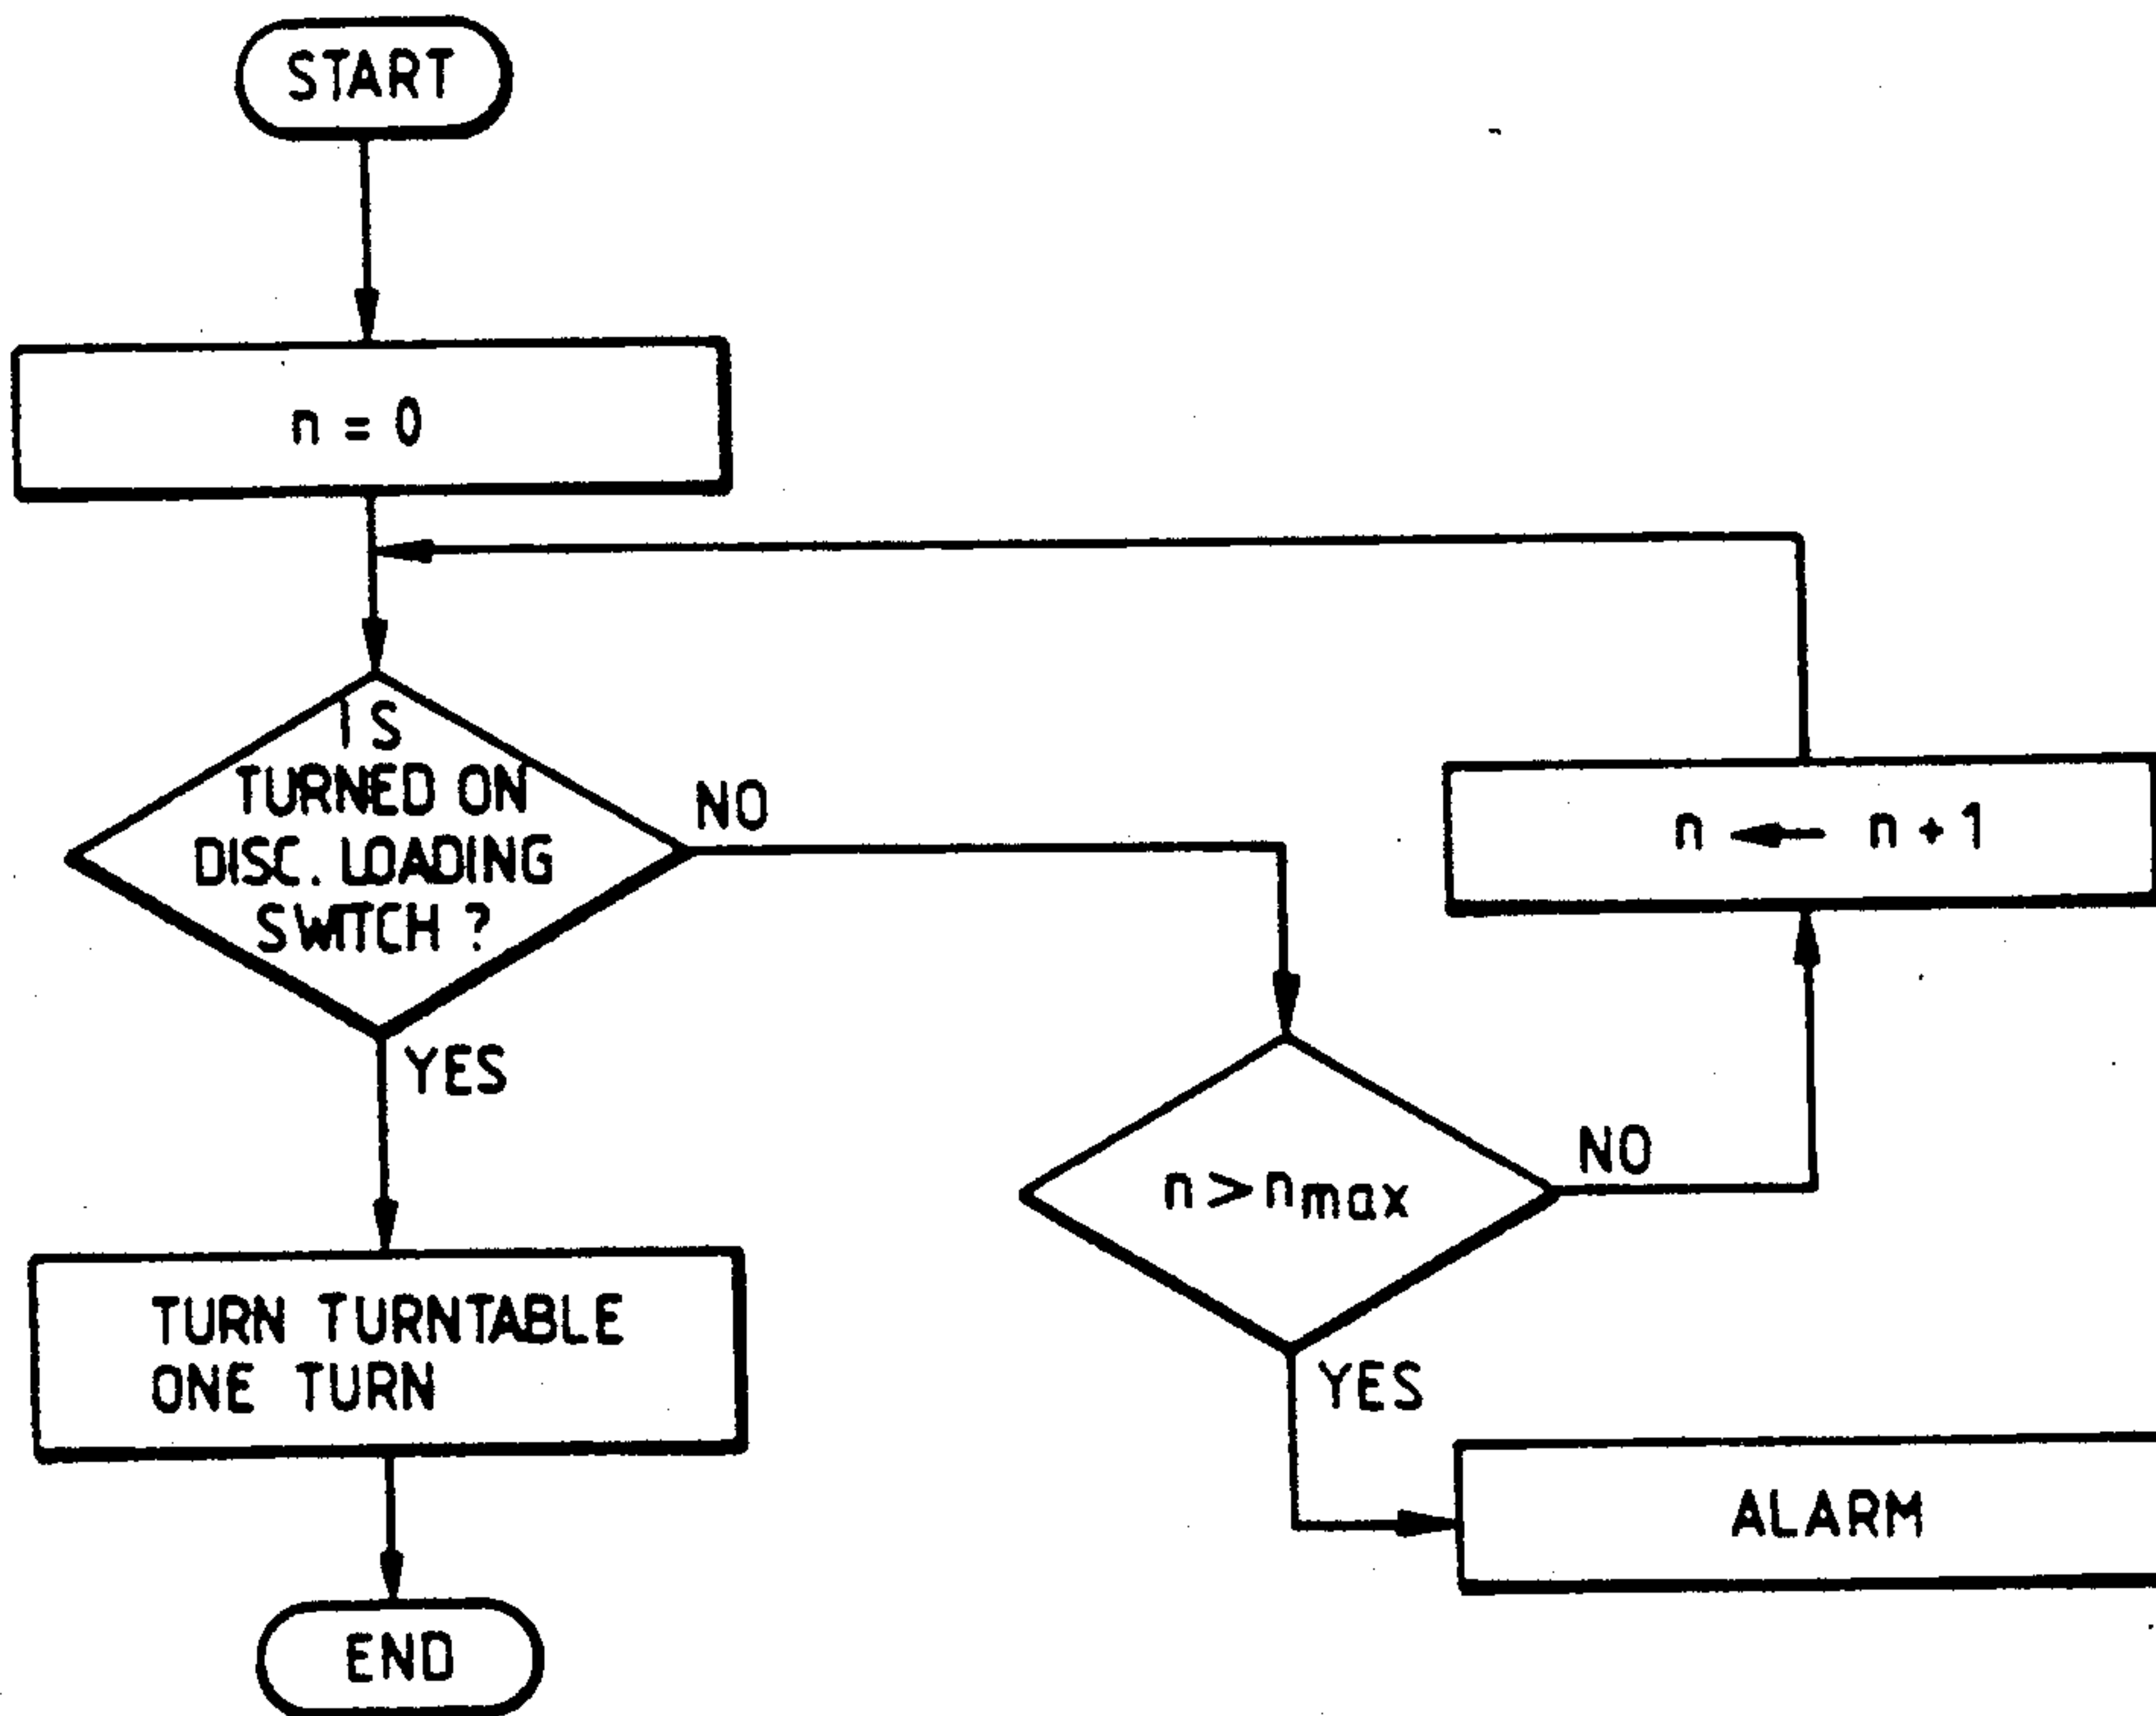 START
n = 0
IS
TURNED ON
DISC. LOADING
SWITCH ?
NO
YES
n ← n + 1
n > nmax
NO
YES
TURN TURNTABLE
ONE TURN
ALARM
END